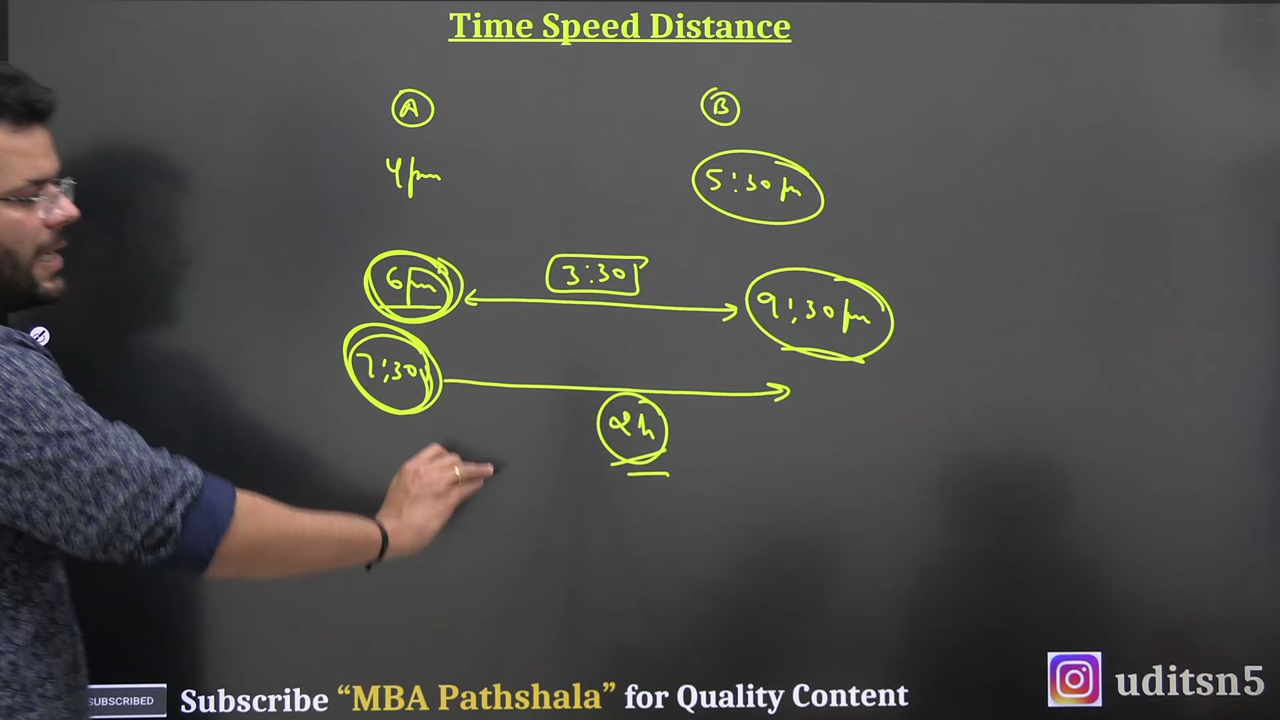 Time Speed Distance
A B
4pm 5:30pm
6pm 3:30 9:30pm
7:30
2h
SUBSCRIBED Subscribe “MBA Pathshala” for Quality Content
uditsn5